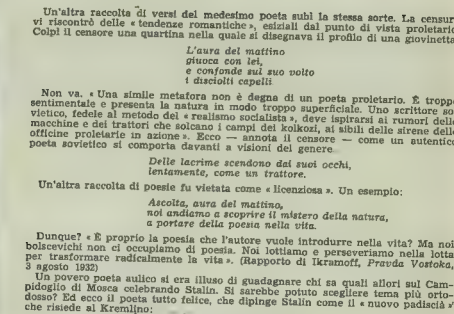 Un'altra raccolta di versi del medesimo poeta subì la stessa sorte. La censur
vi riscontrò delle « tendenze romantiche », esiziali dal punto di vista proletario
Colpì il censore una quartina nella quale si disegnava il profilo di una giovinetta
L'aura del mattino
giuoca con lei,
e confonde sul suo volto
i disciolti capelli.
Non va. « Una simile metafora non è degna di un poeta proletario. È troppo
sentimentale e presenta la natura in modo troppo superficiale. Uno scrittore so-
vietico, fedele al metodo del « realismo socialista », deve ispirarsi ai rumori delle
macchine e dei trattori che solcano i campi dei kolkozi, ai sibili delle sirene delle
officine proletarie in azione ». Ecco — annota il censore — come un autentico
poeta sovietico si comporta davanti a visioni del genere
Delle lacrime scendono dai suoi occhi,
lentamente, come un trattore.
Un'altra raccolta di poesie fu vietata come « licenziosa ». Un esempio:
Ascolta, aura del mattino,
noi andiamo a scoprire il mistero della natura,
a portare della poesia nella vita.
Dunque? « È proprio la poesia che l'autore vuole introdurre nella vita? Ma noi
bolscevichi non ci occupiamo di poesia. Noi lottiamo e perseveriamo nella lotta
per trasformare radicalmente la vita ». (Rapporto di Ikramoff, Pravda Vostoka,
3 agosto 1932)
Un povero poeta aulico si era illuso di guadagnare chi sa quali allori sul Cam-
pidoglio di Mosca celebrando Stalin. Si sarebbe potuto scegliere tema più orto-
dosso? Ed ecco il poeta tutto felice, che dipinge Stalin come il « nuovo padiscià »
che risiede al Kremlino: